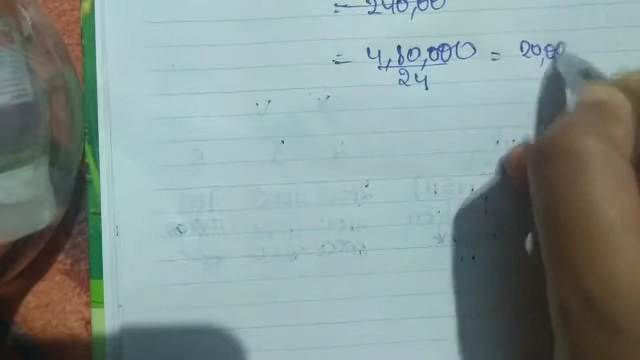 = 240,00
= 4,80,000 = 20,00
24